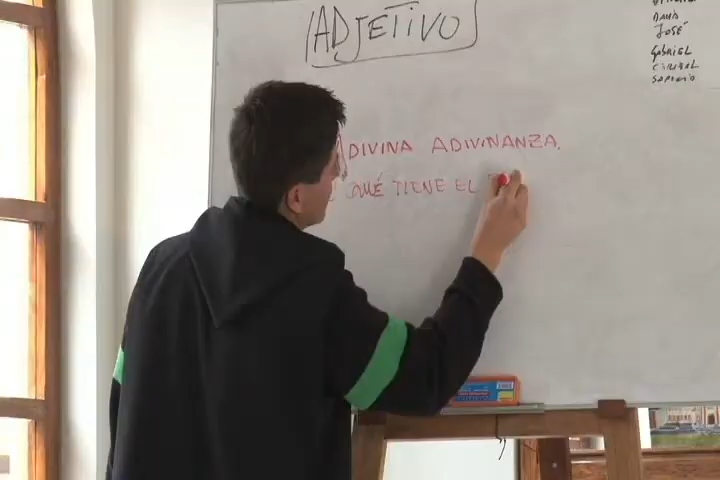 ADJETIVO
DAVID
JOSÉ
GABRIEL
ADIVINA ADIVINANZA,
QUÉ TIENE EL